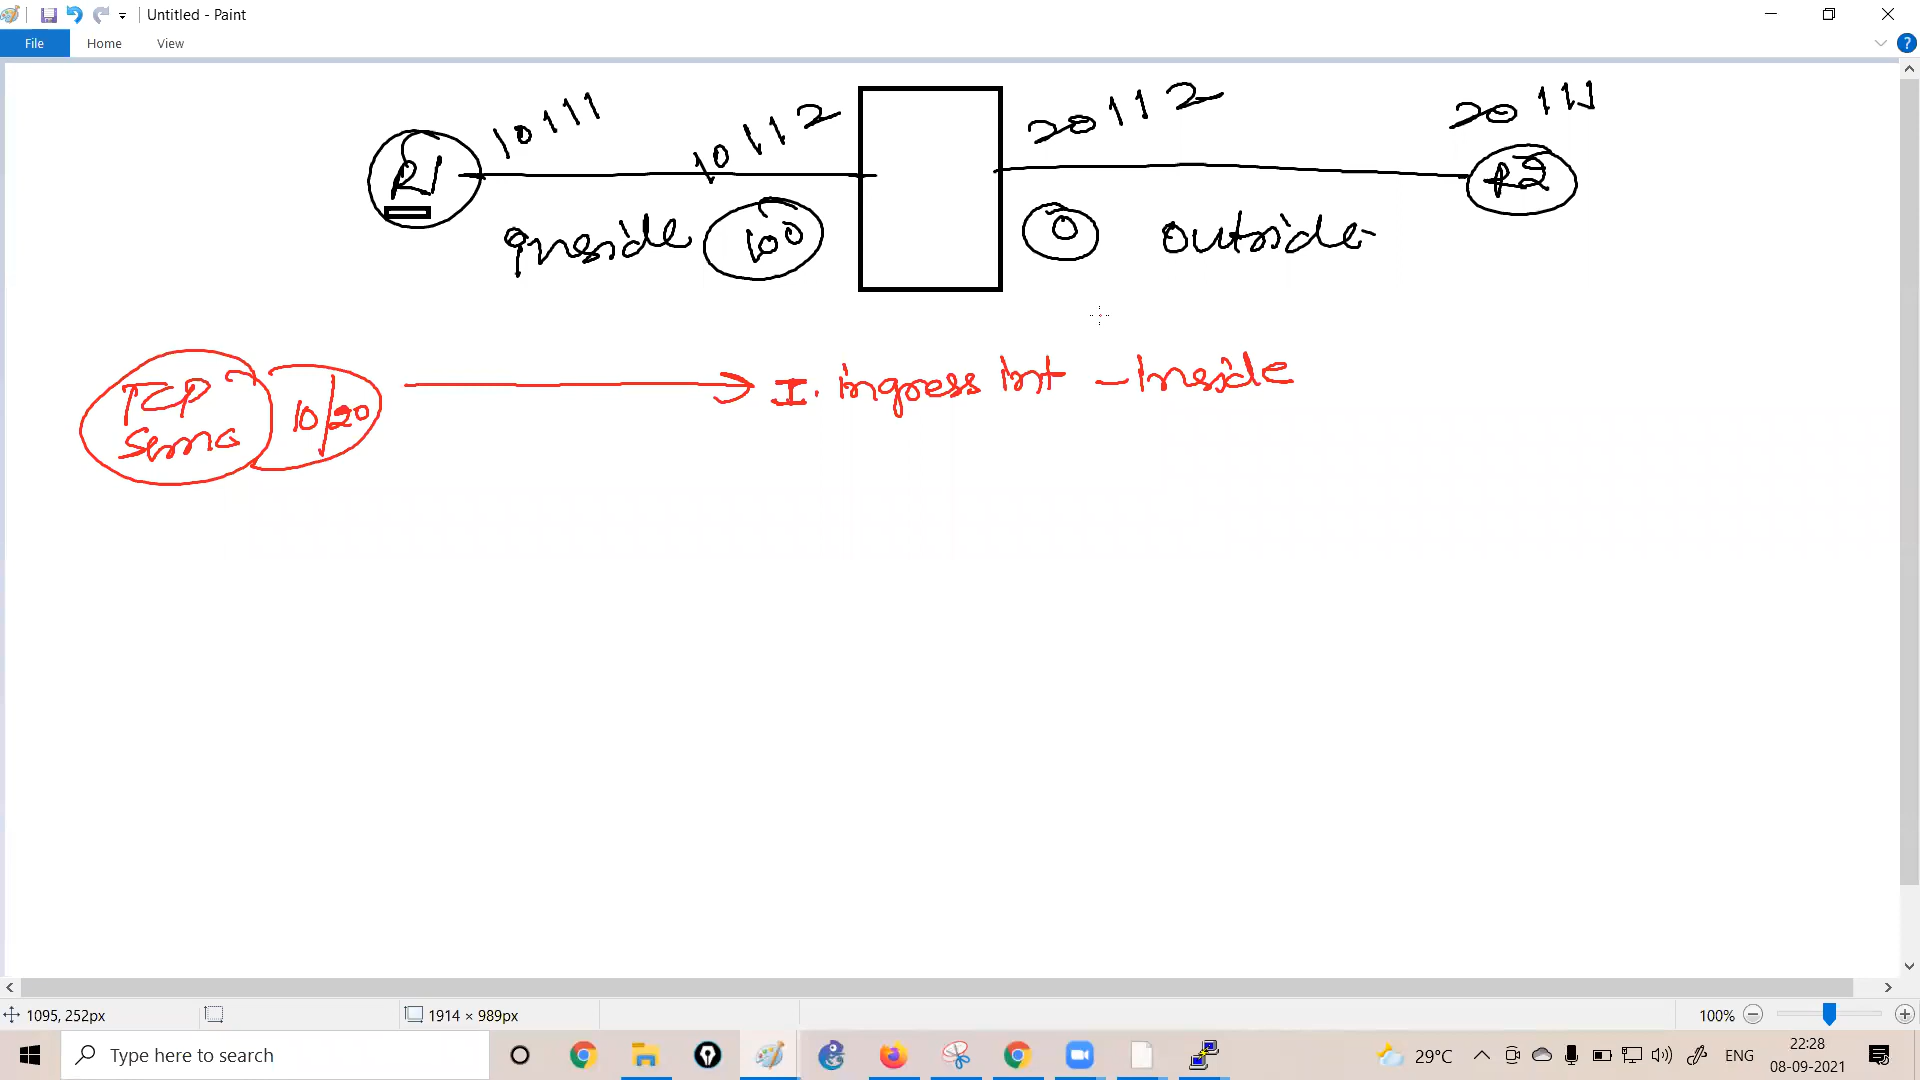 Untitled - Paint
File Home View
10111
10112
20112
20111
R1
R2
inside
100
0
outside
TCP
10/20
I. ingress int - Inside
1095, 252px
1914 × 989px
100%
Type here to search
29°C
ENG
22:28
08-09-2021